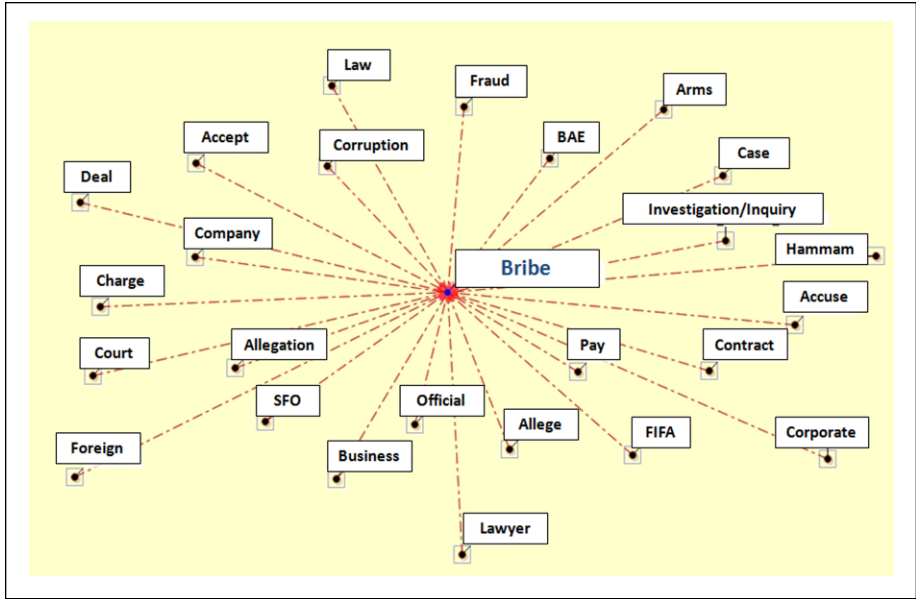 Law
Fraud
Arms
Accept
Corruption
BAE
Case
Deal
Investigation/Inquiry
Company
Hammam
Bribe
Charge
Accuse
Court
Allegation
Pay
Contract
SFO
Official
Allege
FIFA
Corporate
Foreign
Business
Lawyer